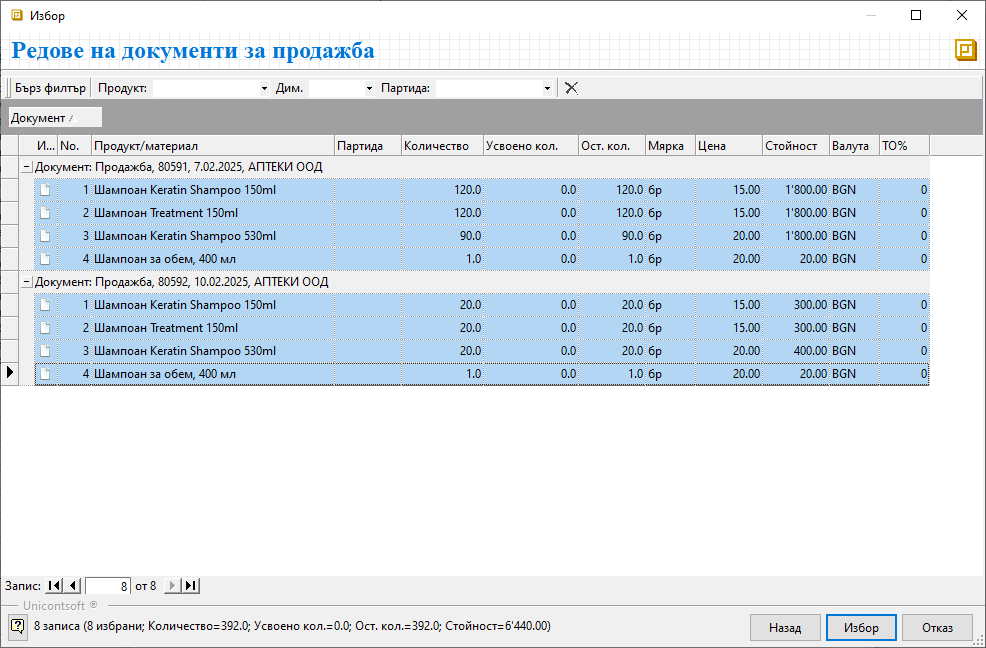 Избор
Редове на документи за продажба
Бърз филтър Продукт: Дим. Партида:
Документ
И... No. Продукт/материал Партида Количество Усвоено кол. Ост. кол. Мярка Цена Стойност Валута ТО%
Документ: Продажба, 80591, 7.02.2025, АПТЕКИ ООД
1 Шампоан Keratin Shampoo 150ml 120.0 0.0 120.0 бр 15.00 1'800.00 BGN 0
2 Шампоан Treatment 150ml 120.0 0.0 120.0 бр 15.00 1'800.00 BGN 0
3 Шампоан Keratin Shampoo 530ml 90.0 0.0 90.0 бр 20.00 1'800.00 BGN 0
4 Шампоан за обем, 400 мл 1.0 0.0 1.0 бр 20.00 20.00 BGN 0
Документ: Продажба, 80592, 10.02.2025, АПТЕКИ ООД
1 Шампоан Keratin Shampoo 150ml 20.0 0.0 20.0 бр 15.00 300.00 BGN 0
2 Шампоан Treatment 150ml 20.0 0.0 20.0 бр 15.00 300.00 BGN 0
3 Шампоан Keratin Shampoo 530ml 20.0 0.0 20.0 бр 20.00 400.00 BGN 0
4 Шампоан за обем, 400 мл 1.0 0.0 1.0 бр 20.00 20.00 BGN 0
Запис: 8 от 8
Unicontsoft ®
8 записа (8 избрани; Количество=392.0; Усвоено кол.=0.0; Ост. кол.=392.0; Стойност=6'440.00)
Назад Избор Отказ